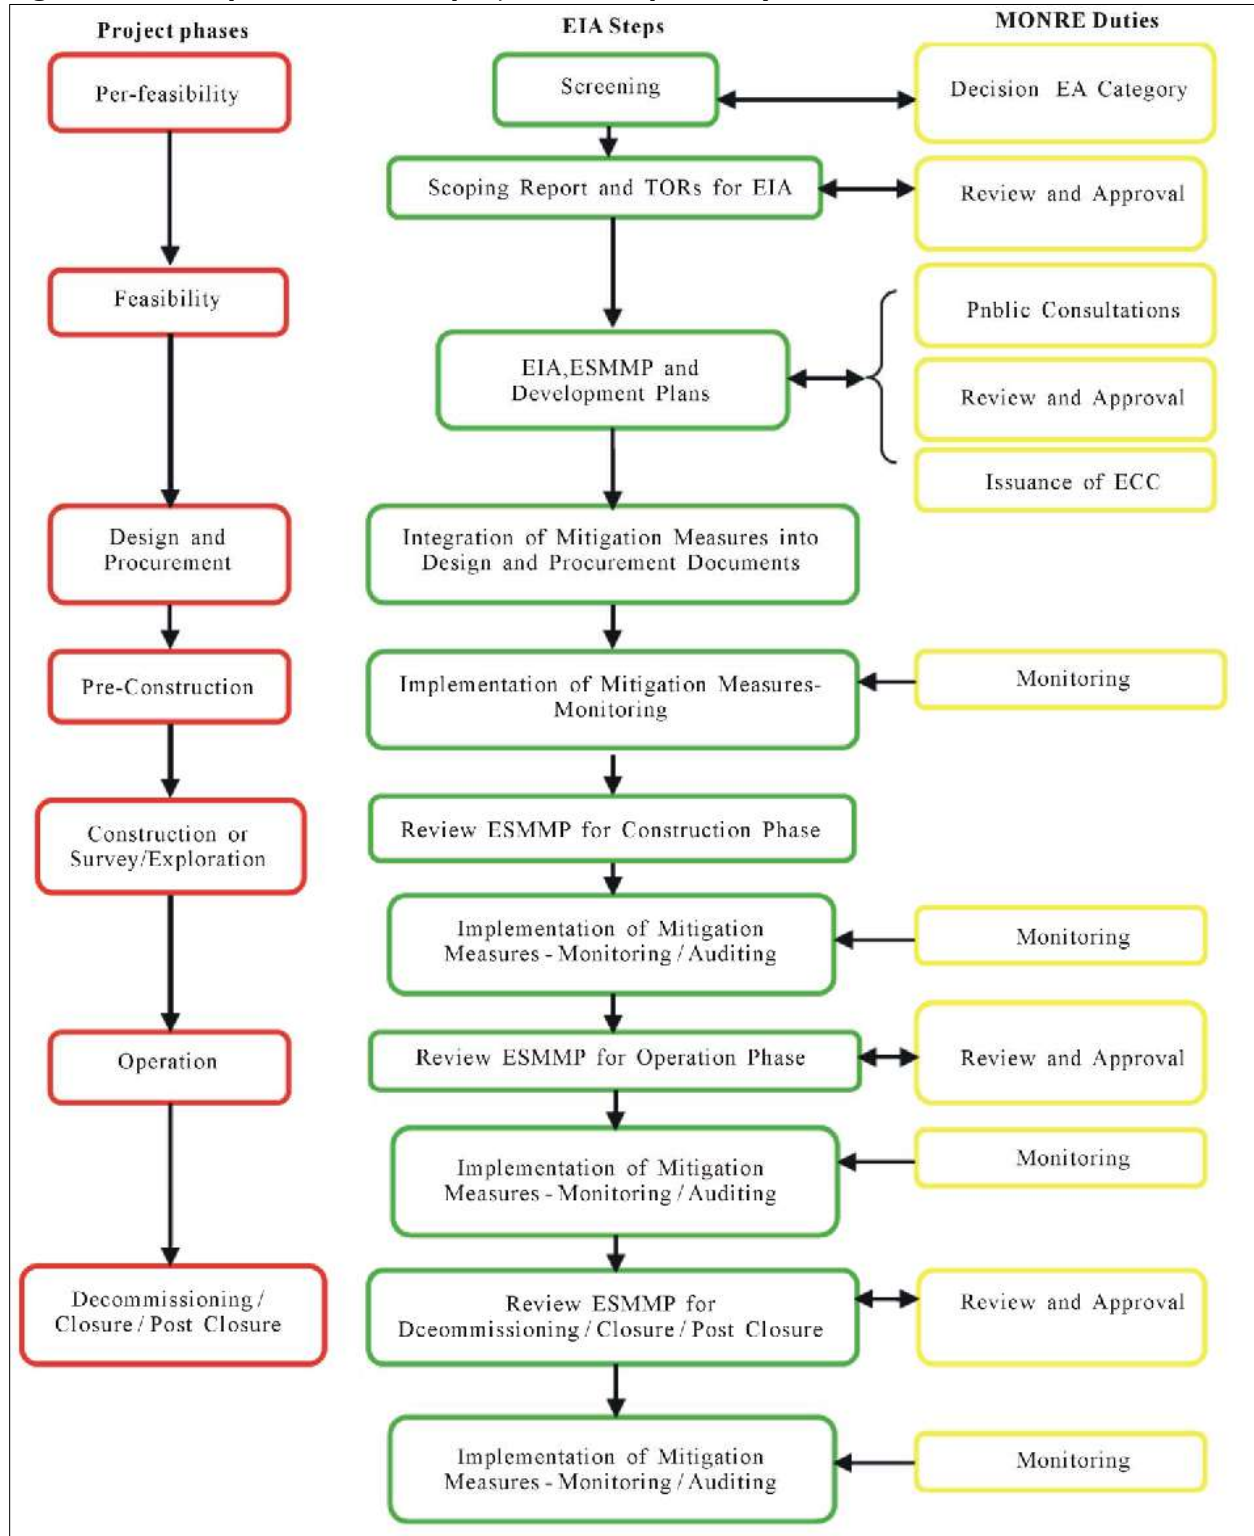 Project phases
EIA Steps
MONRE Duties
Per-feasibility
Screening
Decision EA Category
Scoping Report and TORs for EIA
Review and Approval
Feasibility
Pnblic Consultations
EIA,ESMMP and
Development Plans
Review and Approval
Issuance of ECC
Design and
Procurement
Integration of Mitigation Measures into
Design and Procurement Documents
Pre-Construction
Implementation of Mitigation Measures-
Monitoring
Monitoring
Construction or
Survey/Exploration
Review ESMMP for Construction Phase
Implementation of Mitigation
Measures - Monitoring / Auditing
Monitoring
Operation
Review ESMMP for Operation Phase
Review and Approval
Implementation of Mitigation
Measures - Monitoring / Auditing
Monitoring
Decommissioning /
Closure / Post Closure
Review ESMMP for
Dceommissioning / Closure / Post Closure
Review and Approval
Implementation of Mitigation
Measures - Monitoring / Auditing
Monitoring